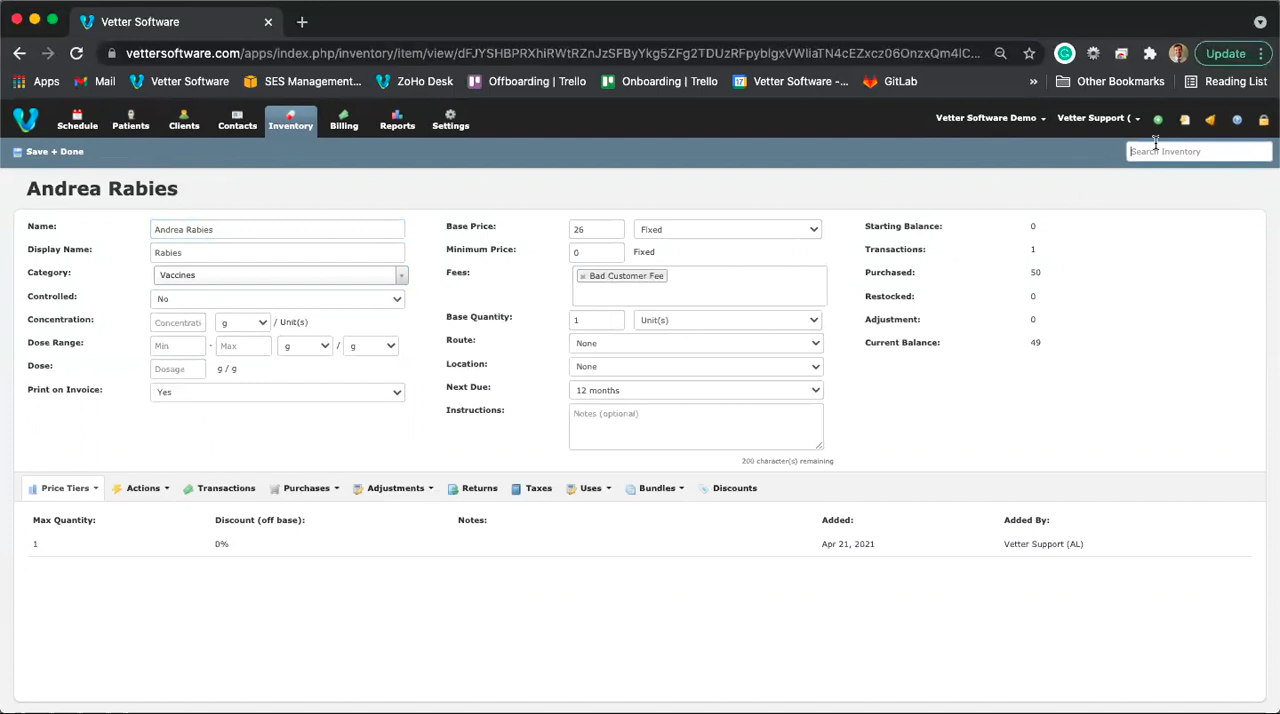 Vetter Software
vettersoftware.com/apps/index.php/inventory/item/view/dFJYSHBPRXhiRWtRZnJzSFByYkg5ZFg2TDUzRFpyblgxVWliaTN4cEZxcz06OnzxQm4lC...
Update
Apps
Mail
Vetter Software
SES Management...
ZoHo Desk
Offboarding | Trello
Onboarding | Trello
Vetter Software -...
GitLab
»
Other Bookmarks
Reading List
Schedule
Patients
Clients
Contacts
Inventory
Billing
Reports
Settings
Vetter Software Demo
Vetter Support (
Save + Done
Search Inventory
Andrea Rabies
Name:
Andrea Rabies
Base Price:
26
Fixed
Starting Balance:
0
Display Name:
Rabies
Minimum Price:
0
Fixed
Transactions:
1
Category:
Vaccines
Fees:
× Bad Customer Fee
Purchased:
50
Controlled:
No
Restocked:
0
Concentration:
Concentrati
g
/ Unit(s)
Base Quantity:
1
Unit(s)
Adjustment:
0
Dose Range:
Min
-
Max
g
/
g
Route:
None
Current Balance:
49
Dose:
Dosage
g / g
Location:
None
Print on Invoice:
Yes
Next Due:
12 months
Instructions:
Notes (optional)
200 character(s) remaining
Price Tiers
Actions
Transactions
Purchases
Adjustments
Returns
Taxes
Uses
Bundles
Discounts
Max Quantity:
Discount (off base):
Notes:
Added:
Added By:
1
0%
Apr 21, 2021
Vetter Support (AL)